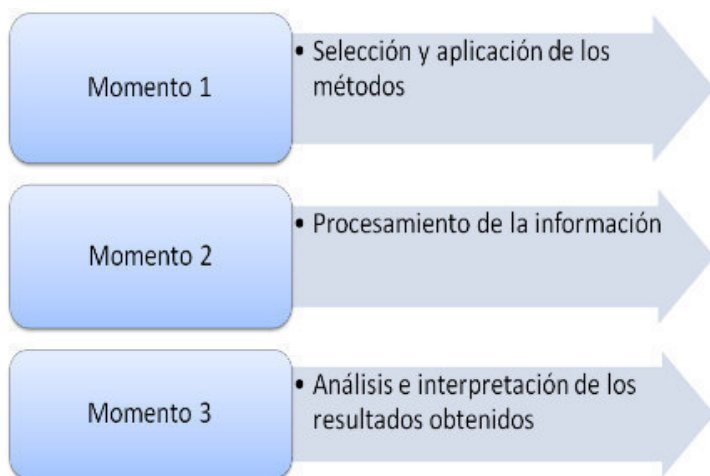 Momento 1
• Selección y aplicación de los
métodos
Momento 2
• Procesamiento de la información
Momento 3
• Análisis e interpretación de los
resultados obtenidos